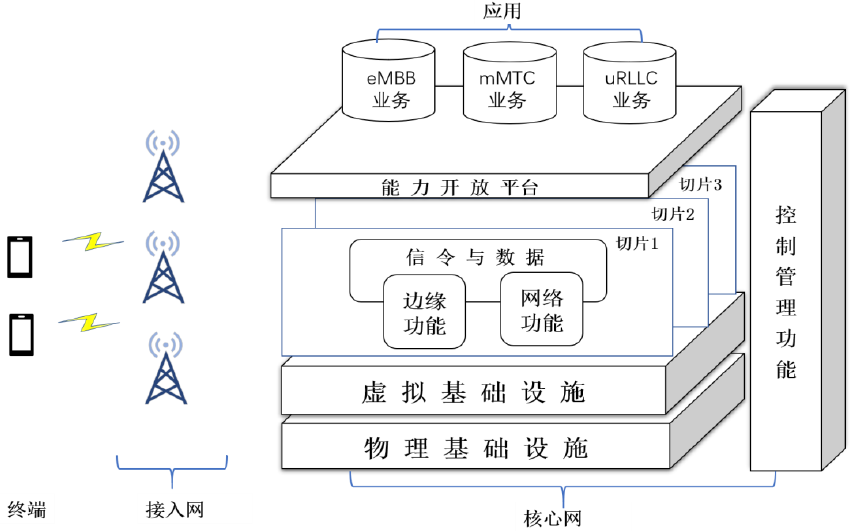 应用
eMBB
业务
mMTC
业务
uRLLC
业务
能力开放平台
切片3
切片2
切片1
信令与数据
边缘
功能
网络
功能
控制管理功能
虚拟基础设施
物理基础设施
终端
接入网
核心网